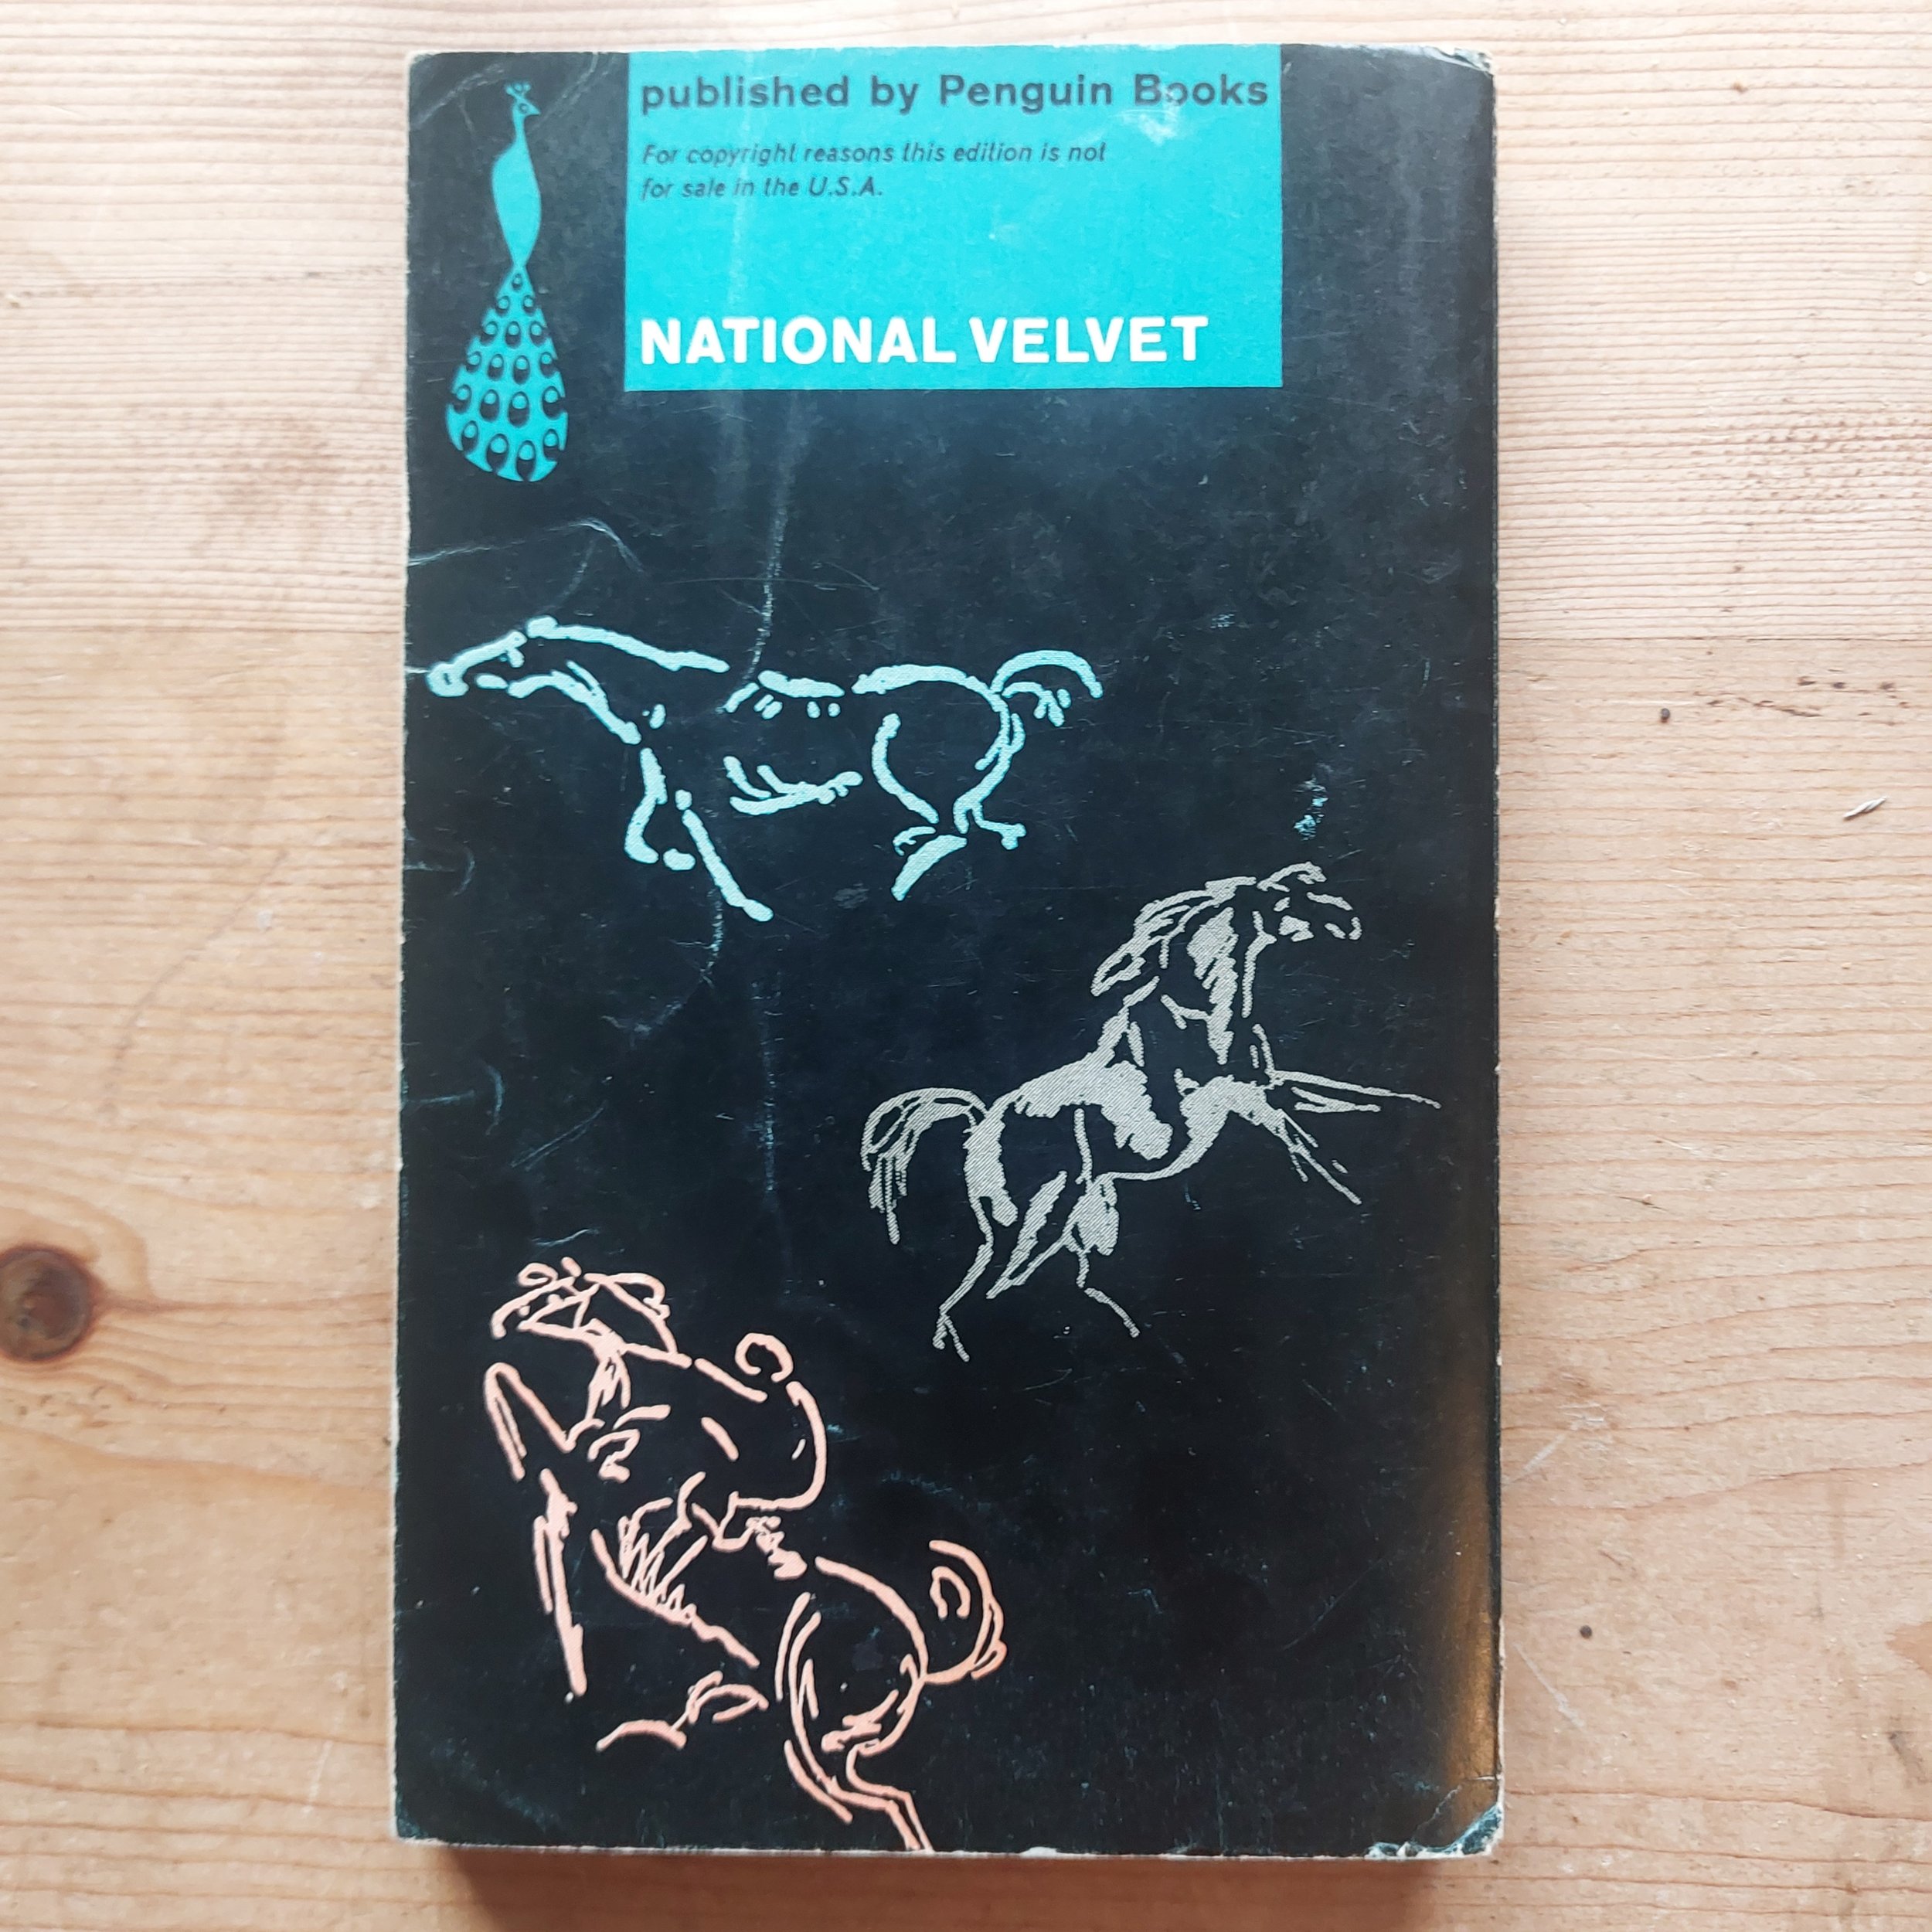 published by Penguin Books
For copyright reasons this edition is not
for sale in the U.S.A.
NATIONAL VELVET